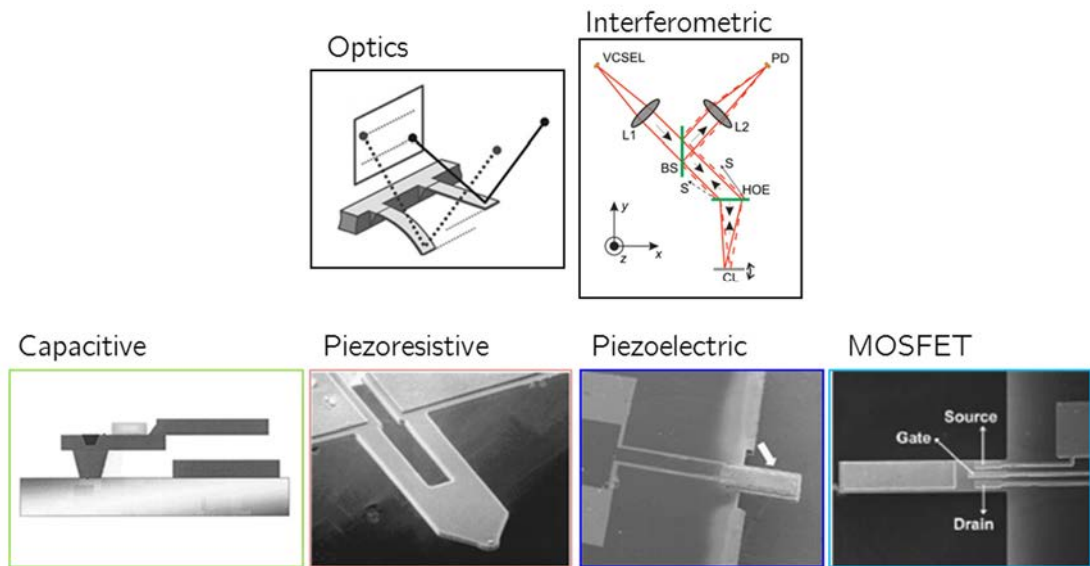 Optics
Interferometric
VCSEL
PD
L1
L2
BS
S
S
HOE
y
x
z
CL
Capacitive
Piezoresistive
Piezoelectric
MOSFET
Source
Gate
Drain